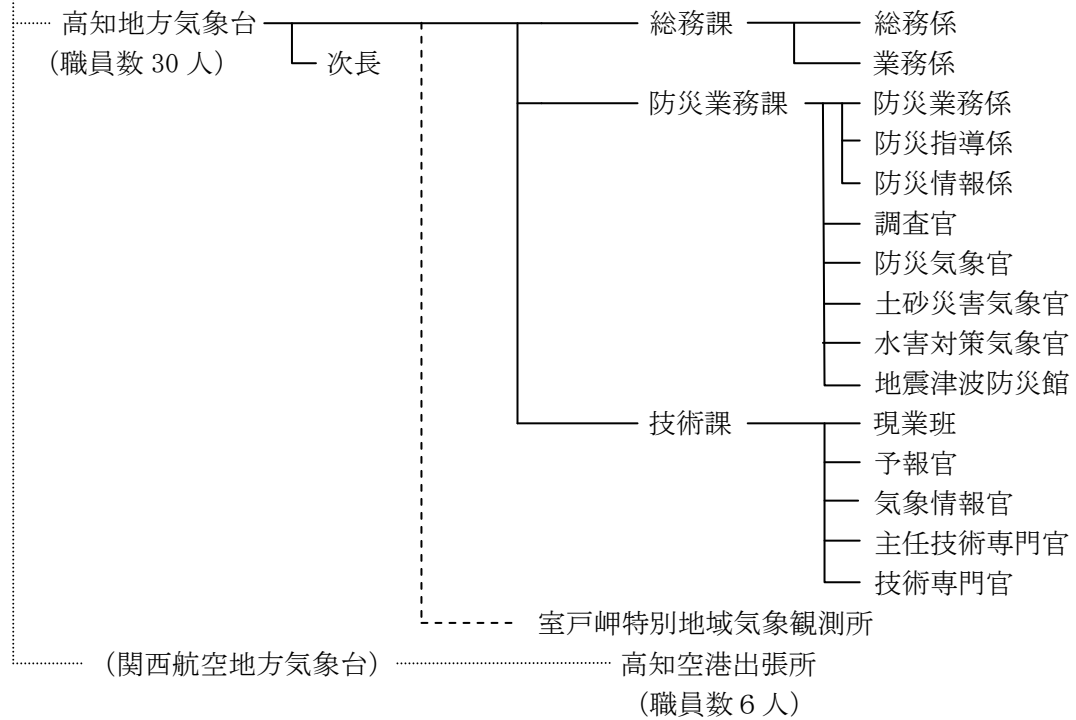 高知地方気象台 総務課 総務係
(職員数 30 人) 次長 業務係
防災業務課 防災業務係
防災指導係
防災情報係
調査官
防災気象官
土砂災害気象官
水害対策気象官
地震津波防災館
技術課 現業班
予報官
気象情報官
主任技術専門官
技術専門官
室戸岬特別地域気象観測所
(関西航空地方気象台) 高知空港出張所
(職員数 6 人)